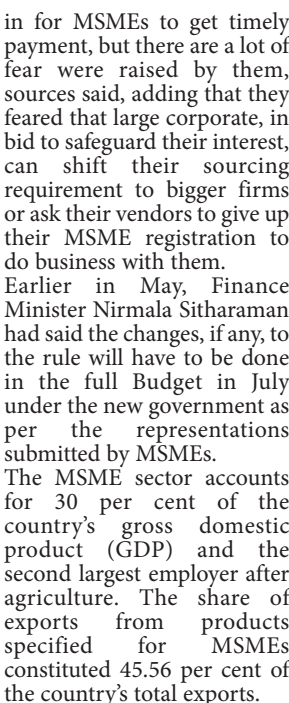 in for MSMEs to get timely
payment, but there are a lot of
fear were raised by them,
sources said, adding that they
feared that large corporate, in
bid to safeguard their interest,
can shift their sourcing
requirement to bigger firms
or ask their vendors to give up
their MSME registration to
do business with them.
Earlier in May, Finance
Minister Nirmala Sitharaman
had said the changes, if any, to
the rule will have to be done
in the full Budget in July
under the new government as
per the representations
submitted by MSMEs.
The MSME sector accounts
for 30 per cent of the
country's gross domestic
product (GDP) and the
second largest employer after
agriculture. The share of
exports from products
specified for MSMEs
constituted 45.56 per cent of
the country's total exports.